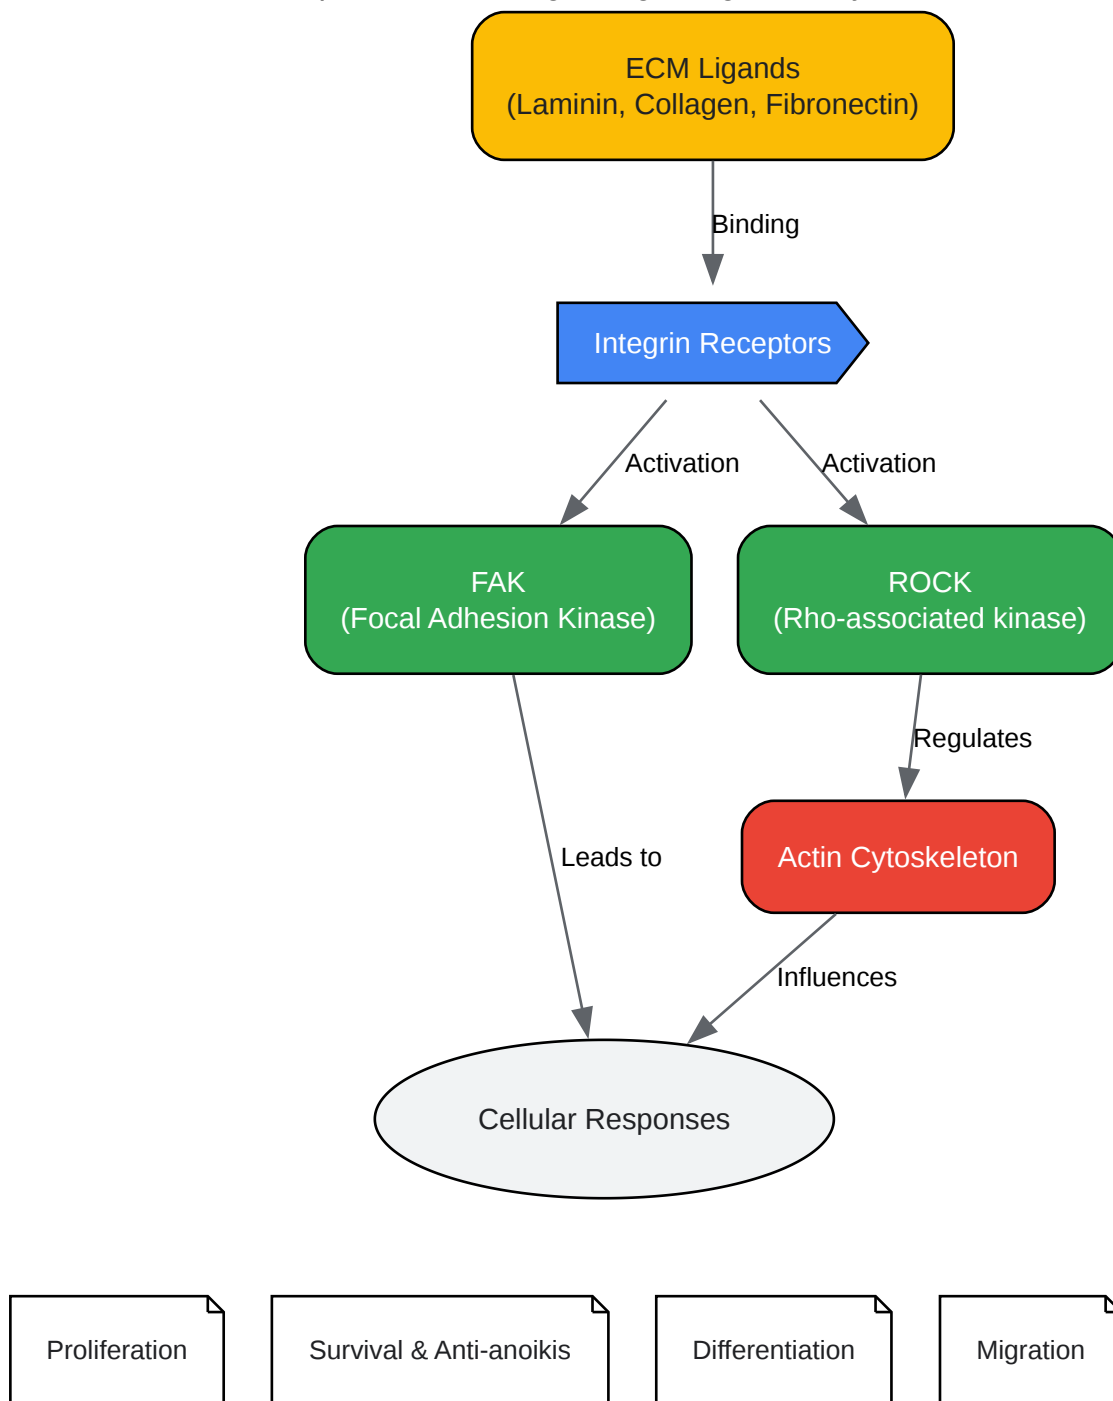 ECM Ligands
(Laminin, Collagen, Fibronectin)
Binding
Integrin Receptors
Activation
Activation
FAK
(Focal Adhesion Kinase)
ROCK
(Rho-associated kinase)
Regulates
Leads to
Actin Cytoskeleton
Influences
Cellular Responses
Proliferation
Survival & Anti-anoikis
Differentiation
Migration